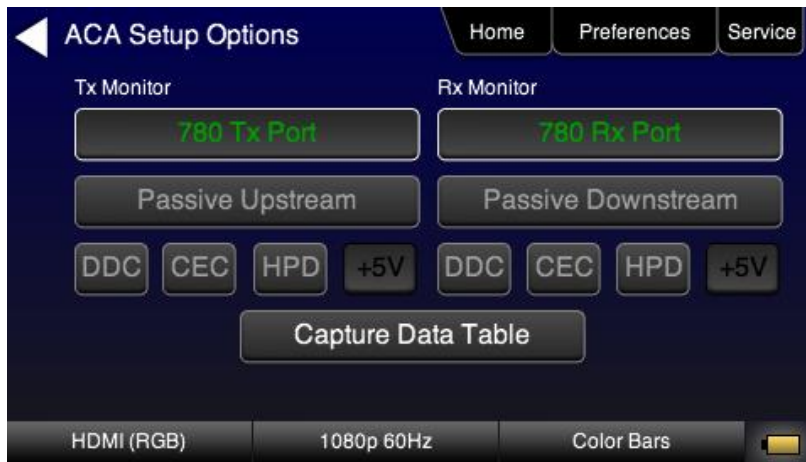 ACA Setup Options
Home
Preferences
Service
Tx Monitor
Rx Monitor
780 Tx Port
780 Rx Port
Passive Upstream
Passive Downstream
DDC
CEC
HPD
+5V
DDC
CEC
HPD
+5V
Capture Data Table
HDMI (RGB)
1080p 60Hz
Color Bars